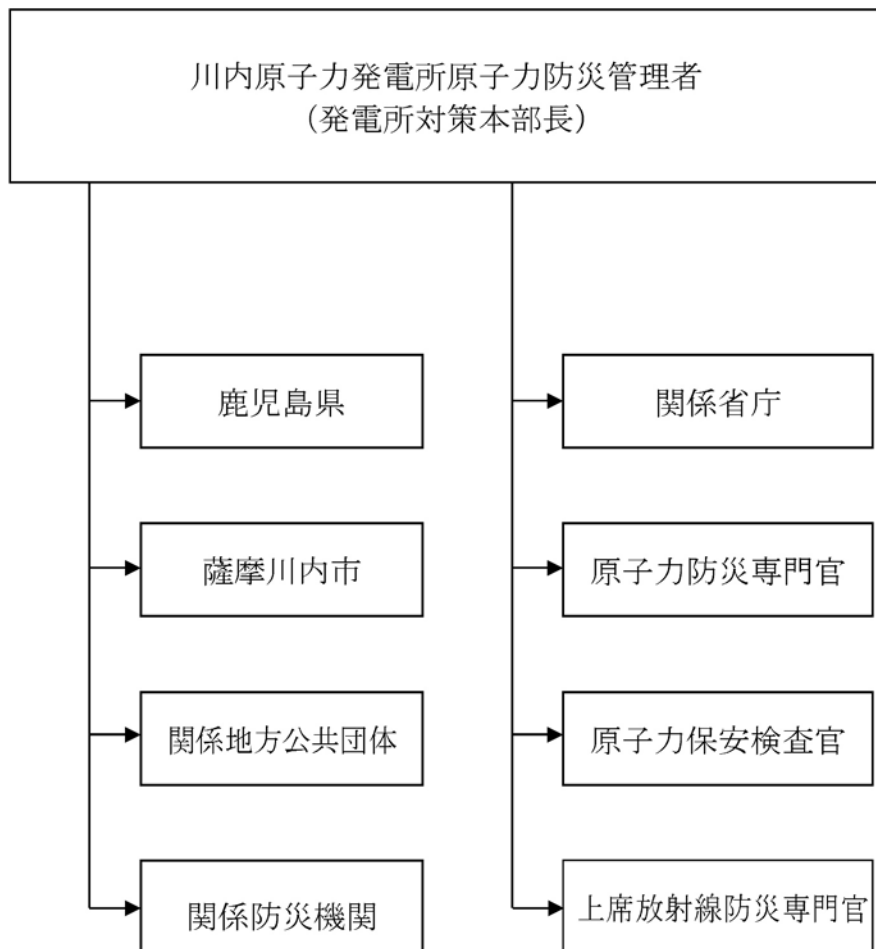 川内原子力発電所原子力防災管理者
(発電所対策本部長)
鹿児島県
関係省庁
薩摩川内市
原子力防災専門官
関係地方公共団体
原子力保安検査官
関係防災機関
上席放射線防災専門官